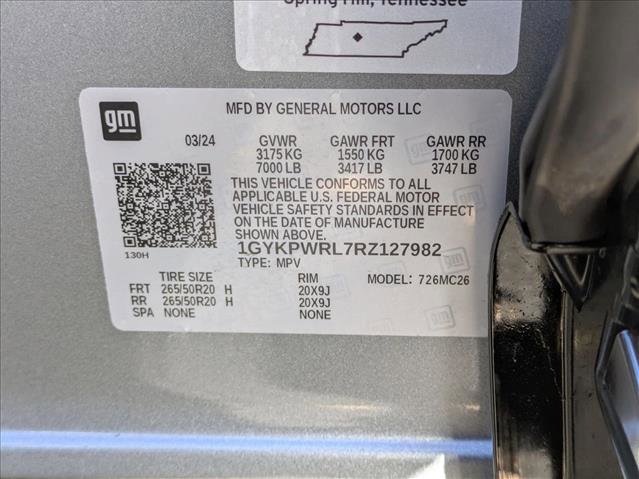 Spring Hill, Tennessee
gm
MFD BY GENERAL MOTORS LLC
03/24 GVWR GAWR FRT GAWR RR
3175 KG 1550 KG 1700 KG
7000 LB 3417 LB 3747 LB
THIS VEHICLE CONFORMS TO ALL
APPLICABLE U.S. FEDERAL MOTOR
VEHICLE SAFETY STANDARDS IN EFFECT
ON THE DATE OF MANUFACTURE
SHOWN ABOVE.
130H
1GYKPWRL7RZ127982
TYPE: MPV
TIRE SIZE RIM MODEL: 726MC26
FRT 265/50R20 H 20X9J
RR 265/50R20 H 20X9J
SPA NONE NONE